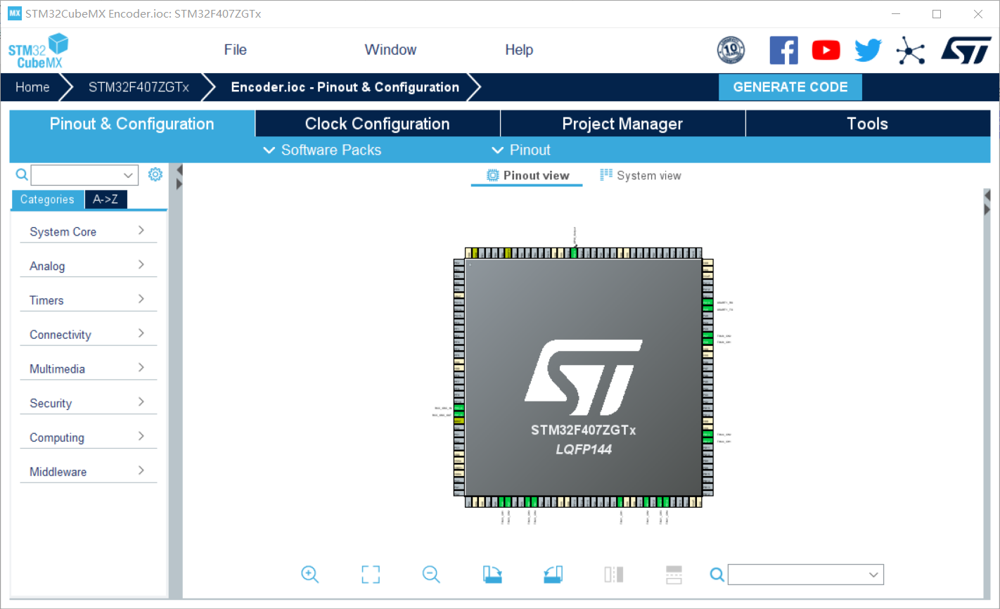 MX STM32CubeMX Encoder.ioc: STM32F407ZGTx
STM32 CubeMX
File Window Help
10
Home STM32F407ZGTx Encoder.ioc - Pinout & Configuration GENERATE CODE
Pinout & Configuration Clock Configuration Project Manager Tools
Software Packs Pinout
Pinout view System view
Categories A->Z
System Core
Analog
Timers
Connectivity
Multimedia
Security
Computing
Middleware
STM32F407ZGTx
LQFP144